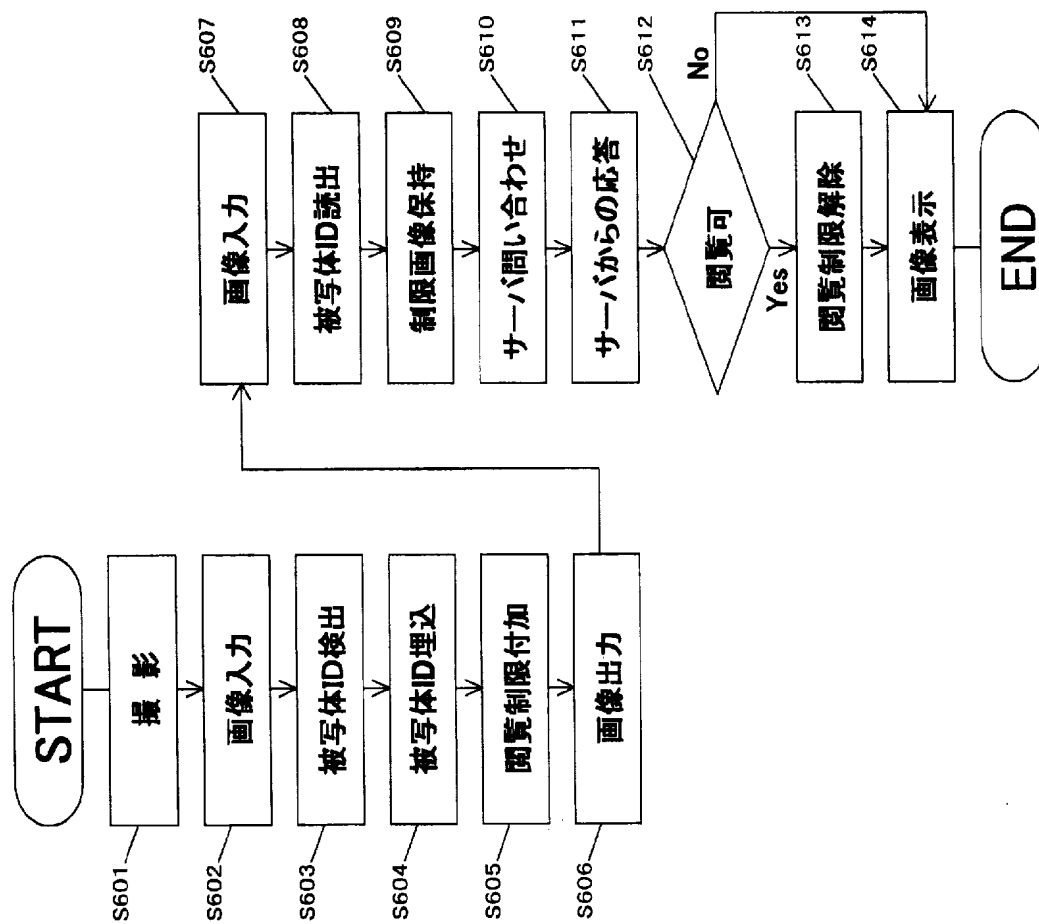 START
撮 影
S601
画像入力
S602
被写体ID検出
S603
被写体ID埋込
S604
閲覧制限付加
S605
画像出力
S606
画像入力
S607
被写体ID読出
S608
制限画像保持
S609
サーバ問い合わせ
S610
サーバからの応答
S611
閲覧可
S612
No
Yes
閲覧制限解除
S613
画像表示
S614
END